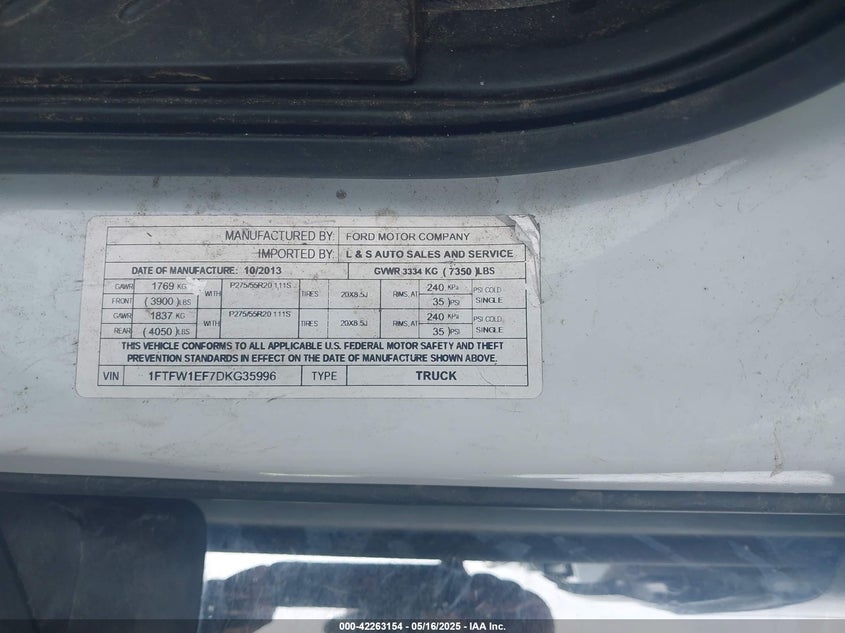 MANUFACTURED BY: FORD MOTOR COMPANY
IMPORTED BY: L & S AUTO SALES AND SERVICE
DATE OF MANUFACTURE: 10/2013 GVWR 3334 KG ( 7350 )LBS
GAWR 1769 KG WITH P275/55R20 111S TIRES 20X8.5J RIMS, AT 240 KPa PSI COLD
FRONT ( 3900 )LBS 35 )PSI SINGLE
GAWR 1837 KG WITH P275/55R20 111S TIRES 20X8.5J RIMS, AT 240 KPa PSI COLD
REAR ( 4050 )LBS 35 )PSI SINGLE
THIS VEHICLE CONFORMS TO ALL APPLICABLE U.S. FEDERAL MOTOR SAFETY AND THEFT
PREVENTION STANDARDS IN EFFECT ON THE DATE OF MANUFACTURE SHOWN ABOVE.
VIN 1FTFW1EF7DKG35996 TYPE TRUCK
000-42263154 - 05/16/2025 - IAA Inc.